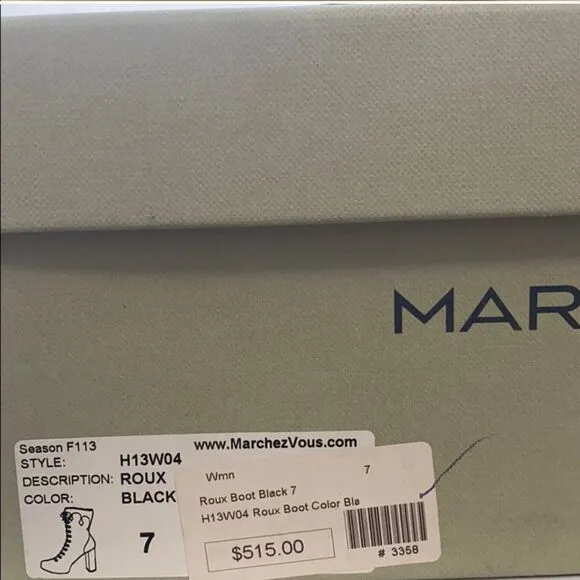 MAR
Season F113
www.MarchezVous.com
STYLE: H13W04
DESCRIPTION: ROUX
COLOR: BLACK
7
Wmn 7
Roux Boot Black 7
H13W04 Roux Boot Color Bla
$515.00
# 3358